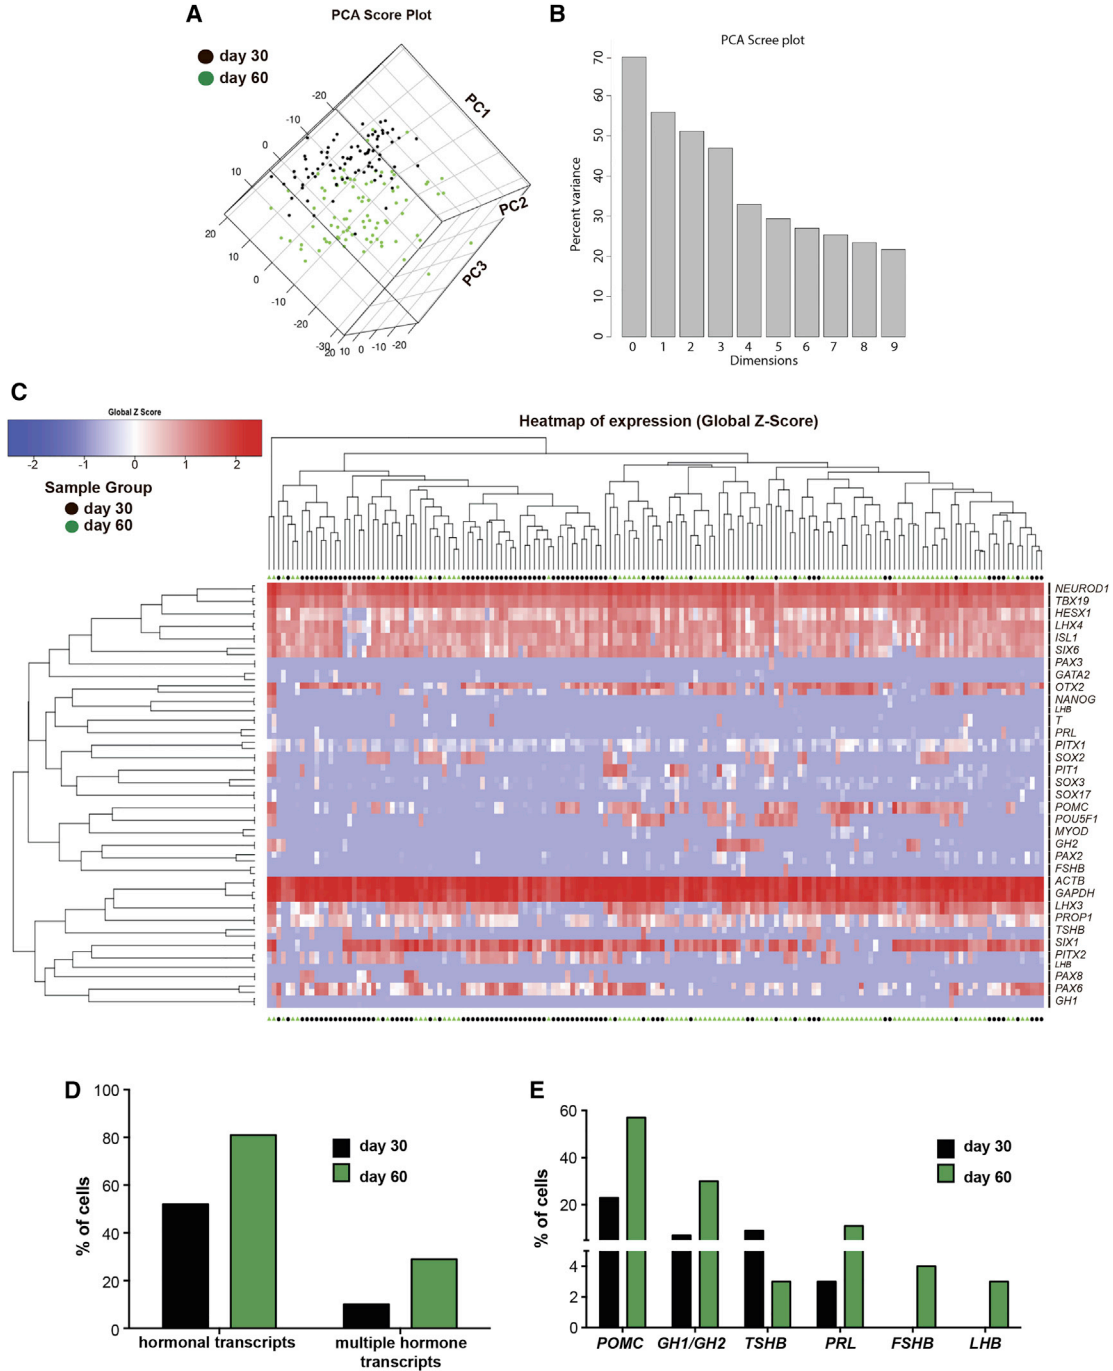 A
PCA Score Plot
day 30
day 60
PC1
PC2
PC3
-20
-10
0
10
20
10
0
-10
-20
-30
20 10 0 -10 -20
B
PCA Scree plot
Percent variance
70
60
50
40
30
20
10
0
0 1 2 3 4 5 6 7 8 9
Dimensions
C
Global Z Score
-2 -1 0 1 2
Sample Group
day 30
day 60
Heatmap of expression (Global Z-Score)
NEUROD1
TBX19
HESX1
LHX4
ISL1
SIX6
PAX3
GATA2
OTX2
NANOG
LHB
T
PRL
PITX1
SOX2
PIT1
SOX3
SOX17
POMC
POU5F1
MYOD
GH2
PAX2
FSHB
ACTB
GAPDH
LHX3
PROP1
TSHB
SIX1
PITX2
LHB
PAX8
PAX6
GH1
D
% of cells
100
80
60
40
20
0
day 30
day 60
hormonal transcripts
multiple hormone
transcripts
E
% of cells
60
40
20
4
2
0
day 30
day 60
POMC GH1/GH2 TSHB PRL FSHB LHB